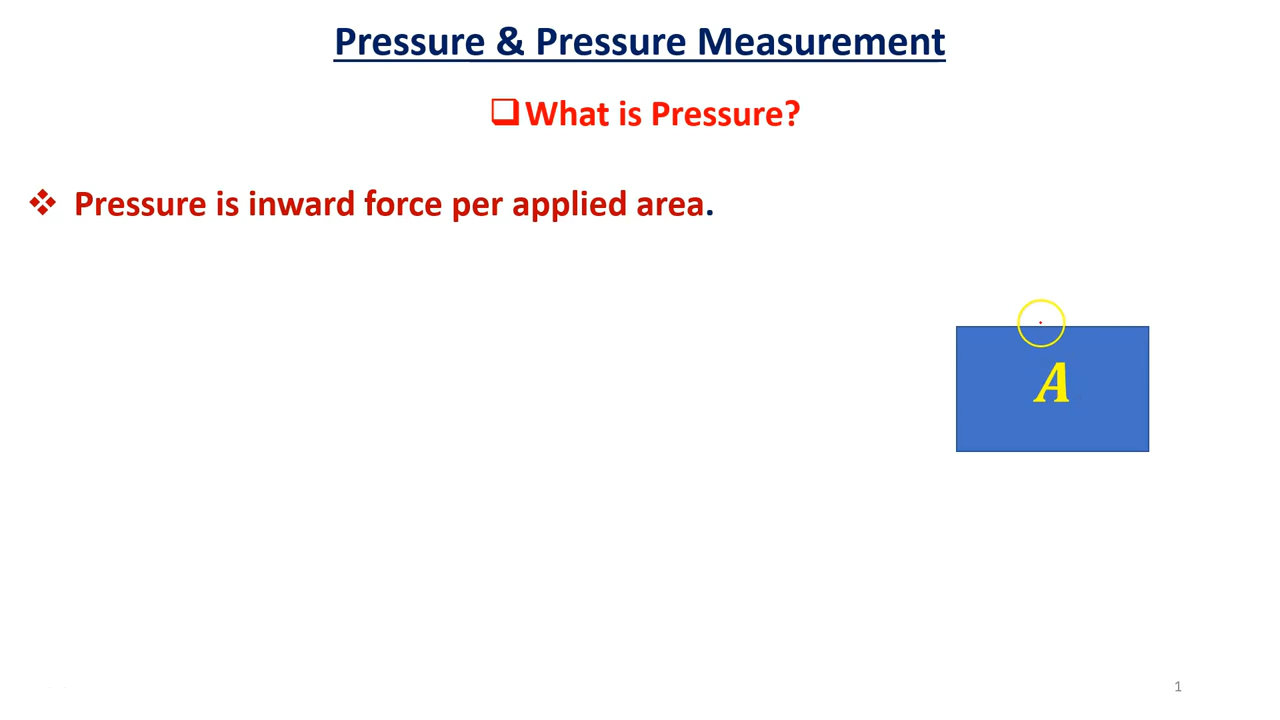 Pressure & Pressure Measurement
❑What is Pressure?
❖ Pressure is inward force per applied area.
A
1